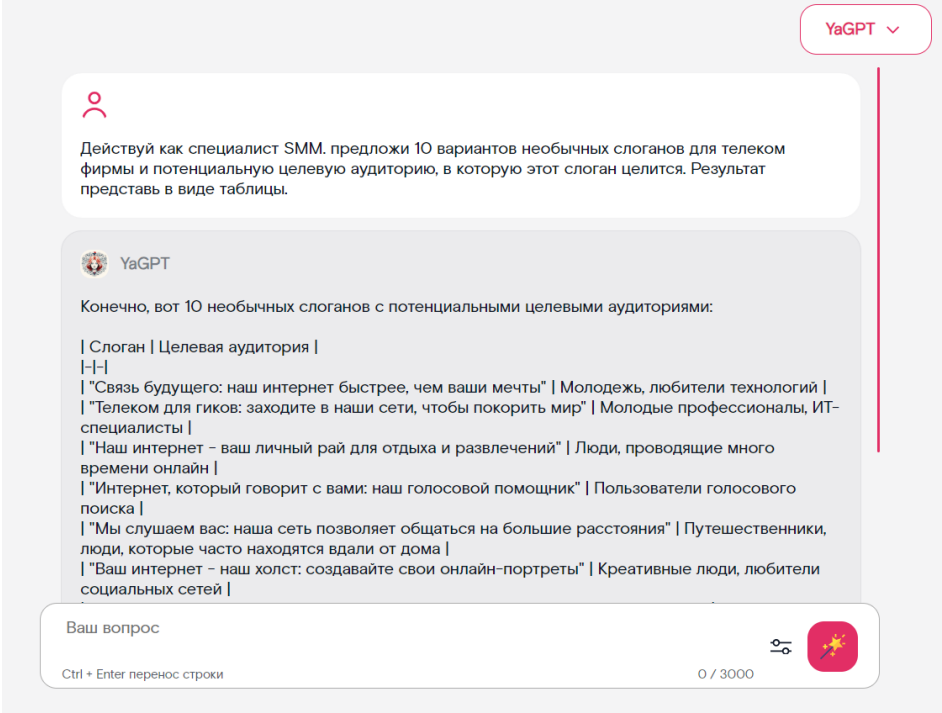 YaGPT
Действуй как специалист SMM. предложи 10 вариантов необычных слоганов для телеком
фирмы и потенциальную целевую аудиторию, в которую этот слоган целится. Результат
представь в виде таблицы.
YaGPT
Конечно, вот 10 необычных слоганов с потенциальными целевыми аудиториями:
| Слоган | Целевая аудитория |
|-|-|
| "Связь будущего: наш интернет быстрее, чем ваши мечты" | Молодежь, любители технологий |
| "Телеком для гиков: заходите в наши сети, чтобы покорить мир" | Молодые профессионалы, ИТ-
специалисты |
| "Наш интернет - ваш личный рай для отдыха и развлечений" | Люди, проводящие много
времени онлайн |
| "Интернет, который говорит с вами: наш голосовой помощник" | Пользователи голосового
поиска |
| "Мы слушаем вас: наша сеть позволяет общаться на большие расстояния" | Путешественники,
люди, которые часто находятся вдали от дома |
| "Ваш интернет - наш холст: создавайте свои онлайн-портреты" | Креативные люди, любители
социальных сетей |
Ваш вопрос
Ctrl + Enter перенос строки
0 / 3000